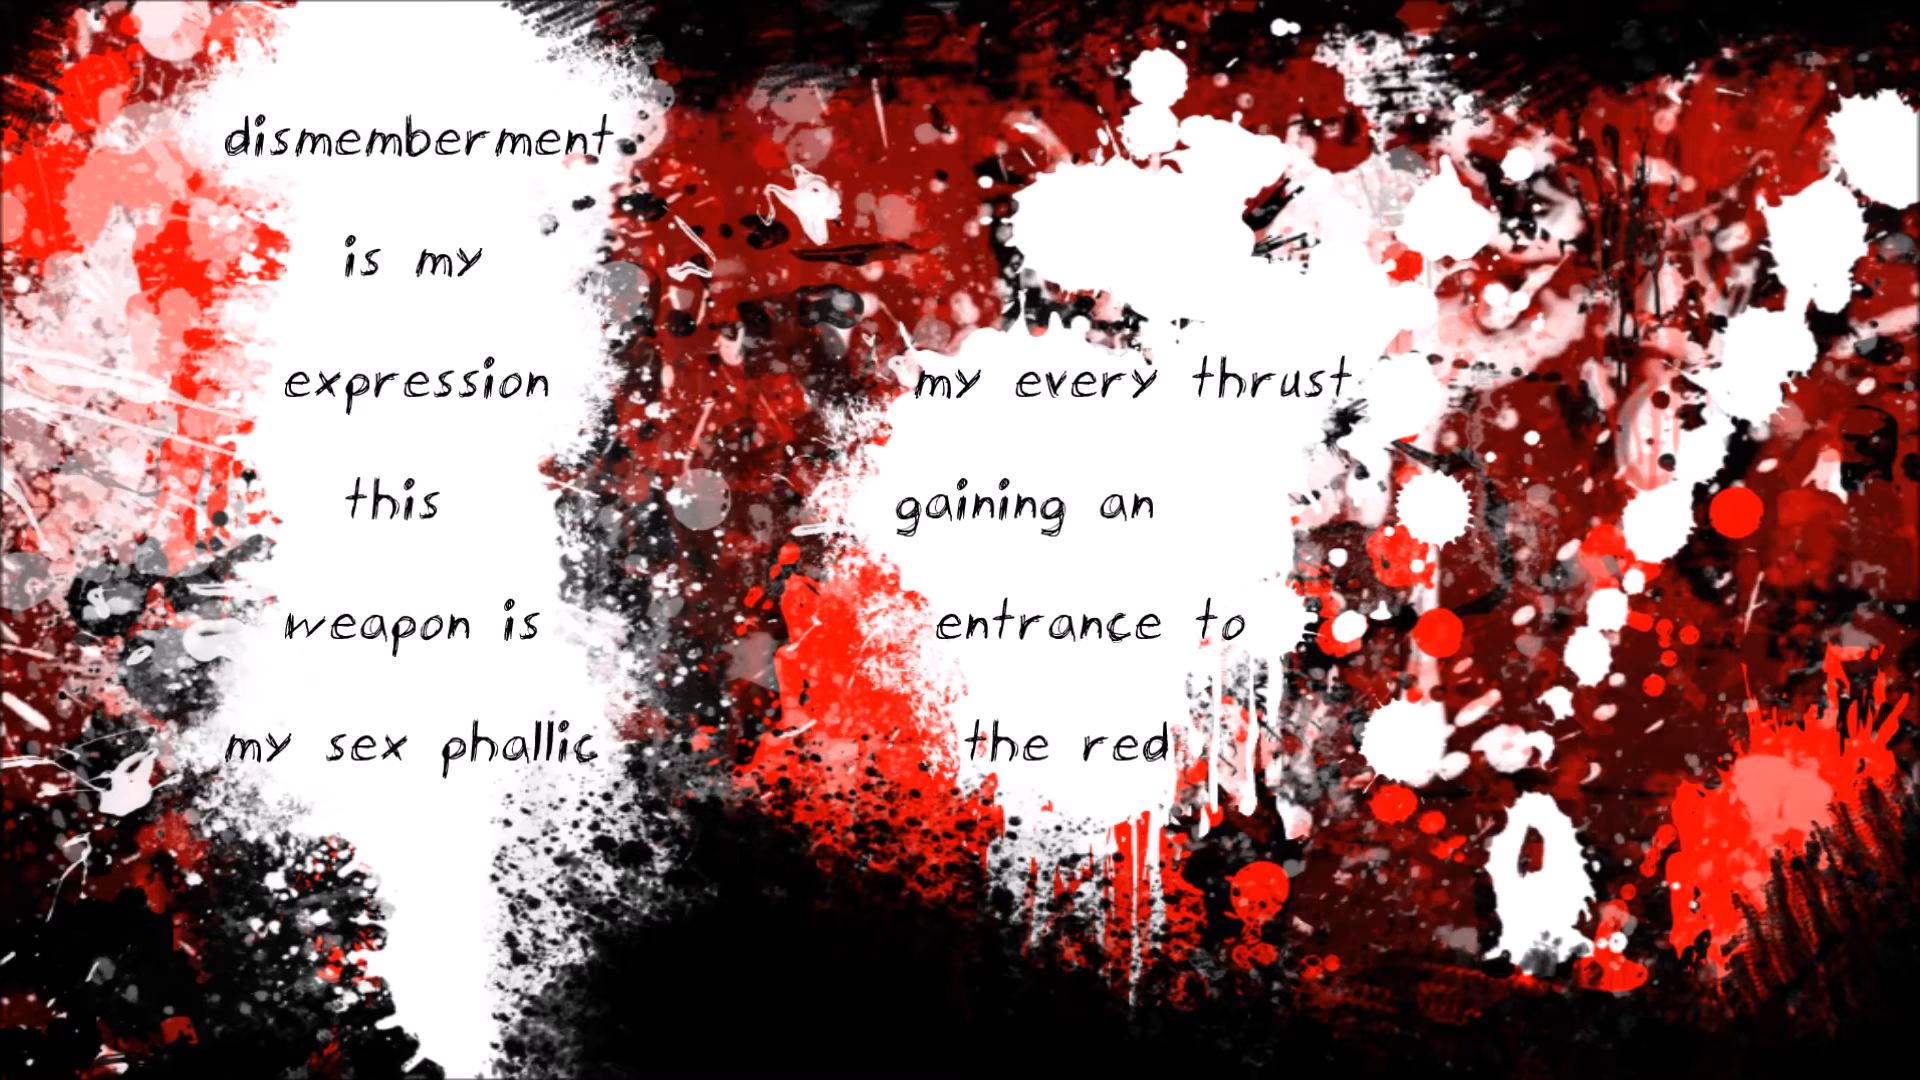 dismemberment
is my
expression
this
weapon is
my sex phallic
my every thrust
gaining an
entrance to
the red